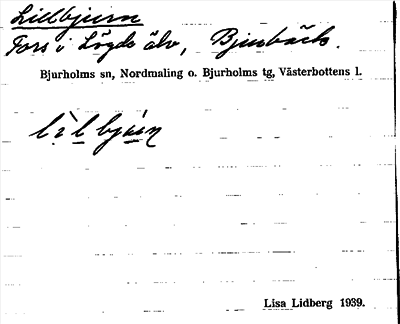 Lillbjurn
Fors i Lögde älv, Bjurbäck.
Bjurholms sn, Nordmaling o. Bjurholms tg, Västerbottens l.
Lisa Lidberg 1939.